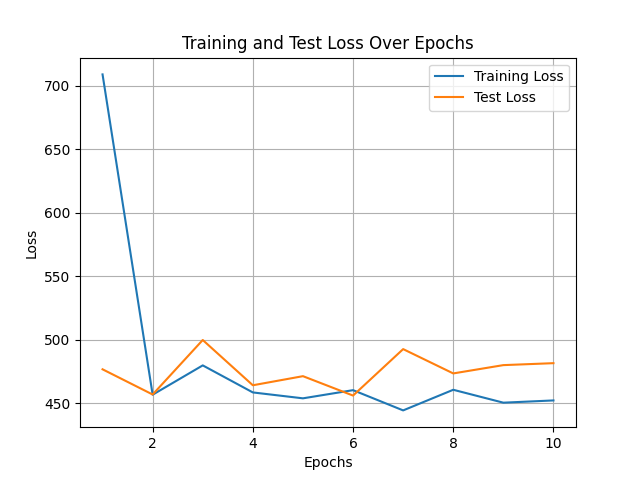 Training and Test Loss Over Epochs
Training Loss
Test Loss
700
650
600
550
500
450
Loss
2 4 6 8 10
Epochs